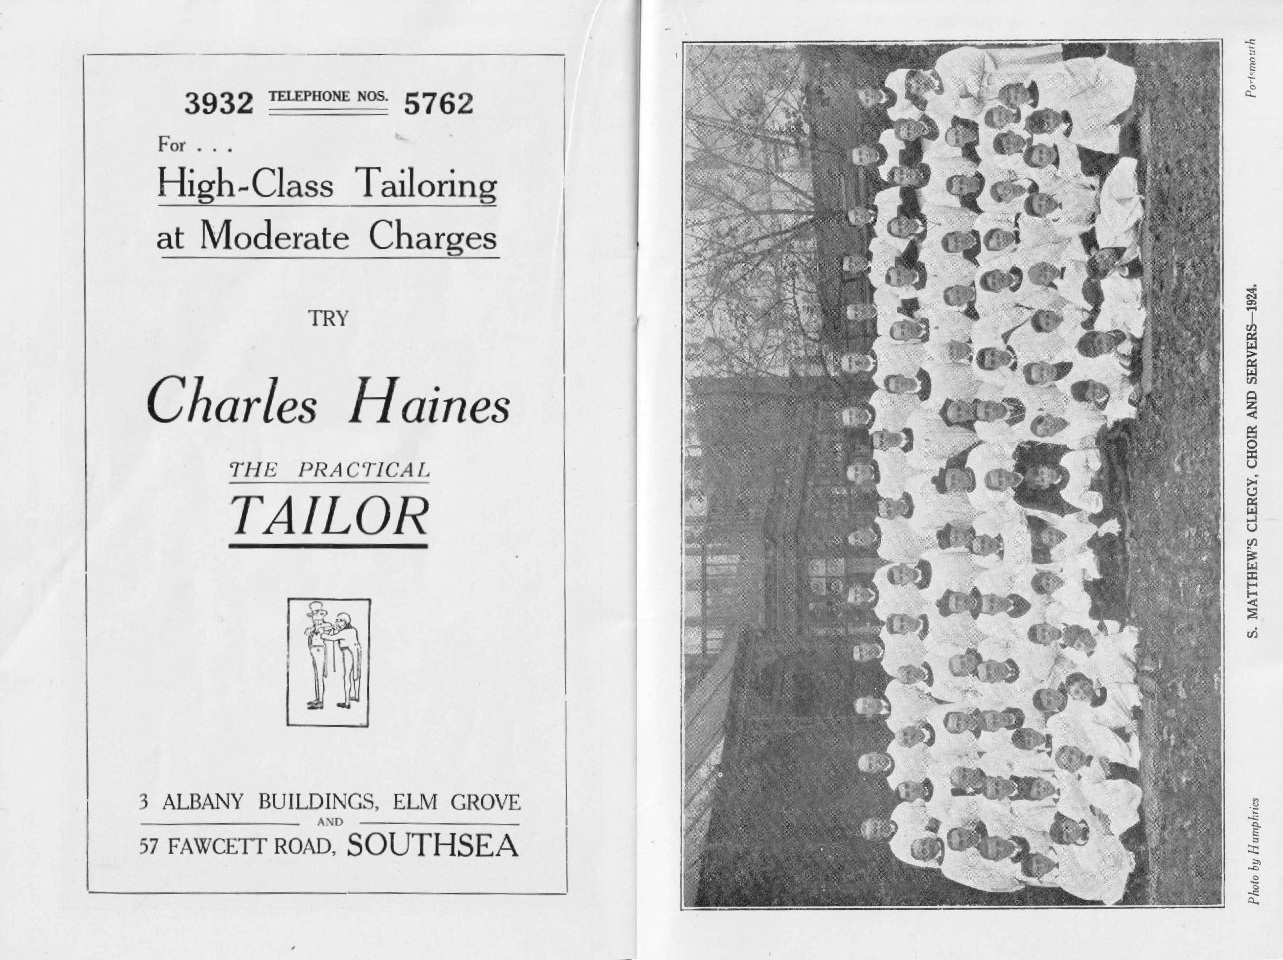 3932 TELEPHONE NOS. 5762
For . . .
High-Class Tailoring
at Moderate Charges
TRY
Charles Haines
THE PRACTICAL
TAILOR
3 ALBANY BUILDINGS, ELM GROVE
AND
57 FAWCETT ROAD, SOUTHSEA
Photo by Humphries
S. MATTHEW'S CLERGY, CHOIR AND SERVERS—1924.
Portsmouth